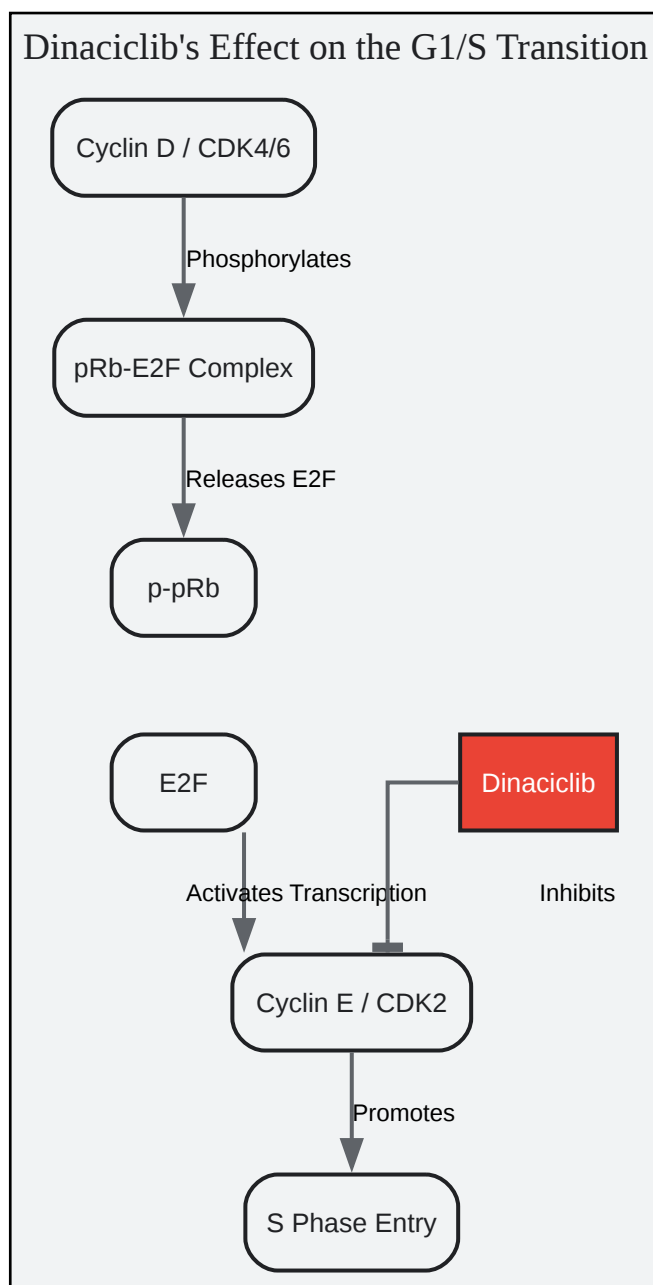 Dinaciclib's Effect on the G1/S Transition
Cyclin D / CDK4/6
Phosphorylates
pRb-E2F Complex
Releases E2F
p-pRb
E2F
Dinaciclib
Activates Transcription
Inhibits
Cyclin E / CDK2
Promotes
S Phase Entry